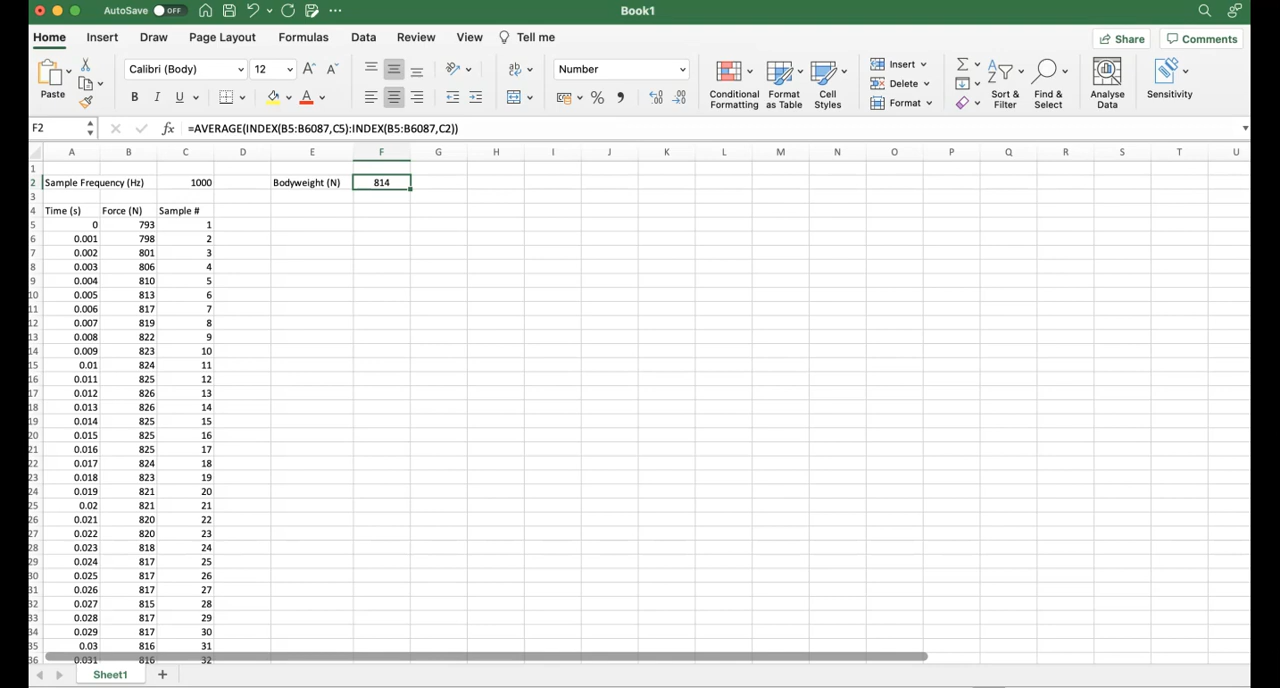 AutoSave OFF Book1
Home Insert Draw Page Layout Formulas Data Review View Tell me Share Comments
Paste Calibri (Body) 12 A A Number Conditional Formatting Format as Table Cell Styles Insert Sort & Filter Find & Select Analyse Data Sensitivity
B I U A % Delete
Format
F2 fx =AVERAGE(INDEX(B5:B6087,C5):INDEX(B5:B6087,C2))
A B C D E F G H I J K L M N O P Q R S T U
1
2 Sample Frequency (Hz) 1000 Bodyweight (N) 814
3
4 Time (s) Force (N) Sample #
5 0 793 1
6 0.001 798 2
7 0.002 801 3
8 0.003 806 4
9 0.004 810 5
10 0.005 813 6
11 0.006 817 7
12 0.007 819 8
13 0.008 822 9
14 0.009 823 10
15 0.01 824 11
16 0.011 825 12
17 0.012 826 13
18 0.013 826 14
19 0.014 825 15
20 0.015 825 16
21 0.016 825 17
22 0.017 824 18
23 0.018 823 19
24 0.019 821 20
25 0.02 821 21
26 0.021 820 22
27 0.022 820 23
28 0.023 818 24
29 0.024 817 25
30 0.025 817 26
31 0.026 817 27
32 0.027 815 28
33 0.028 817 29
34 0.029 817 30
35 0.03 816 31
36 0.031 816 32
Sheet1